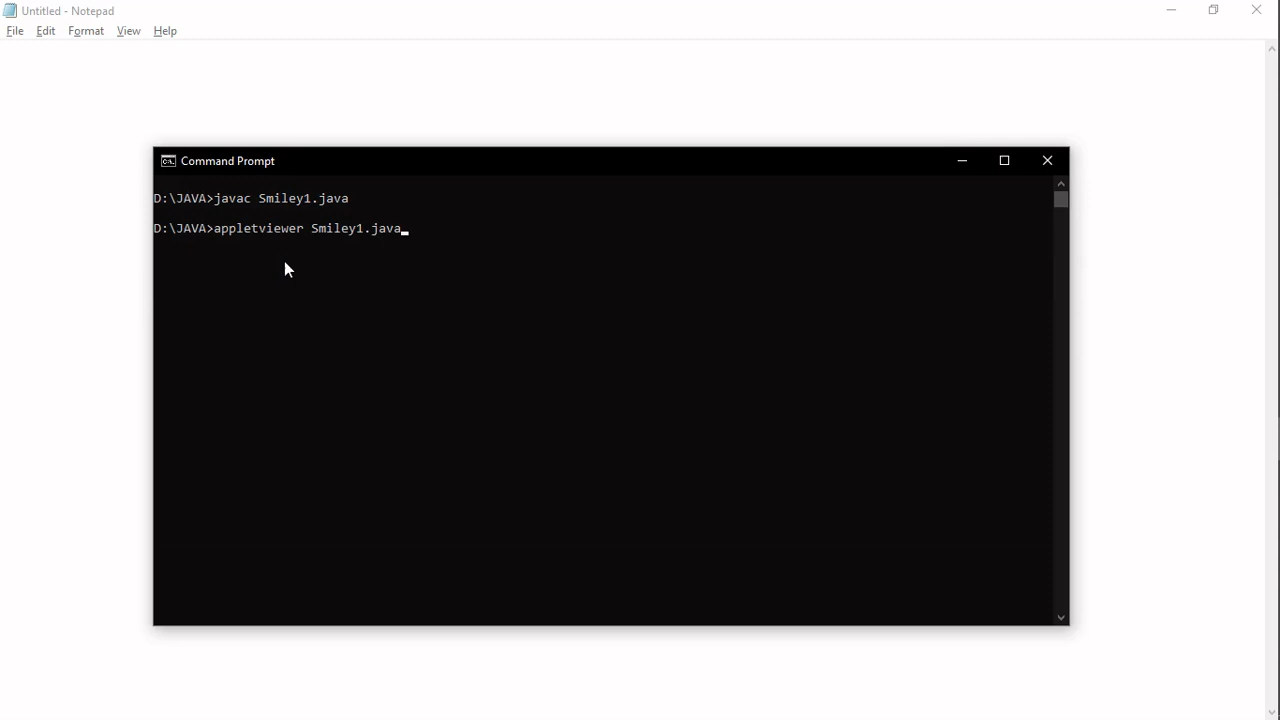 Untitled - Notepad
File Edit Format View Help
Command Prompt
D:\JAVA>javac Smiley1.java
D:\JAVA>appletviewer Smiley1.java